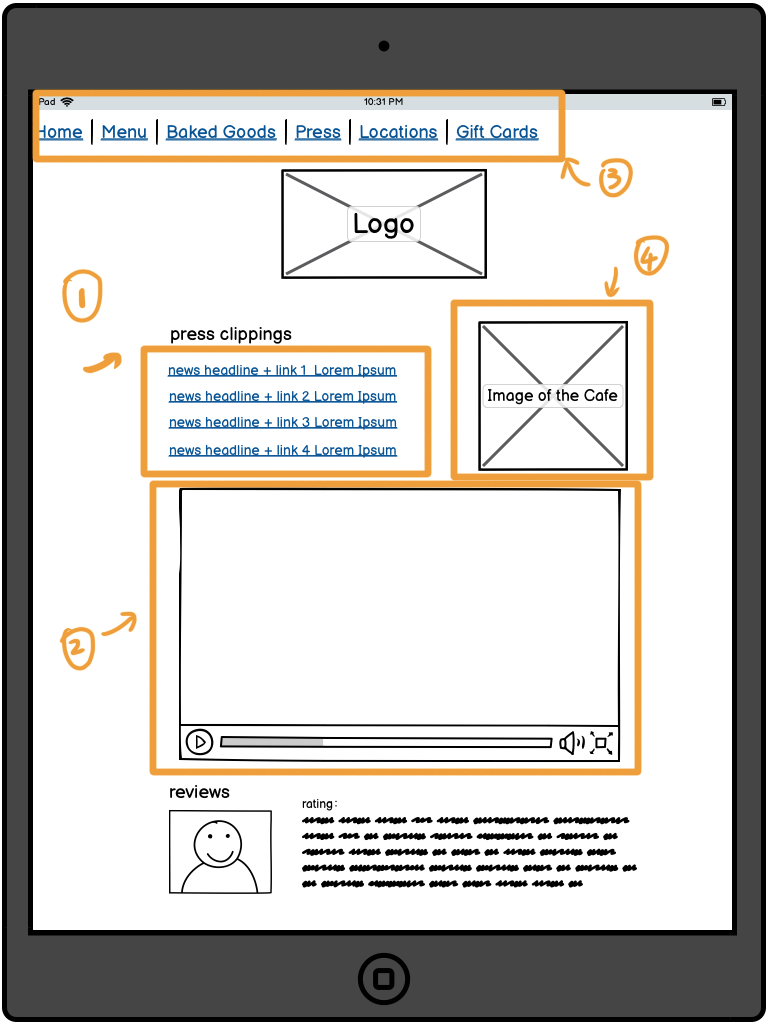 Pad 10:31 PM
Home Menu Baked Goods Press Locations Gift Cards
3
Logo
4
1
press clippings
news headline + link 1 Lorem Ipsum
news headline + link 2 Lorem Ipsum
news headline + link 3 Lorem Ipsum
news headline + link 4 Lorem Ipsum
Image of the Cafe
2
reviews
rating: